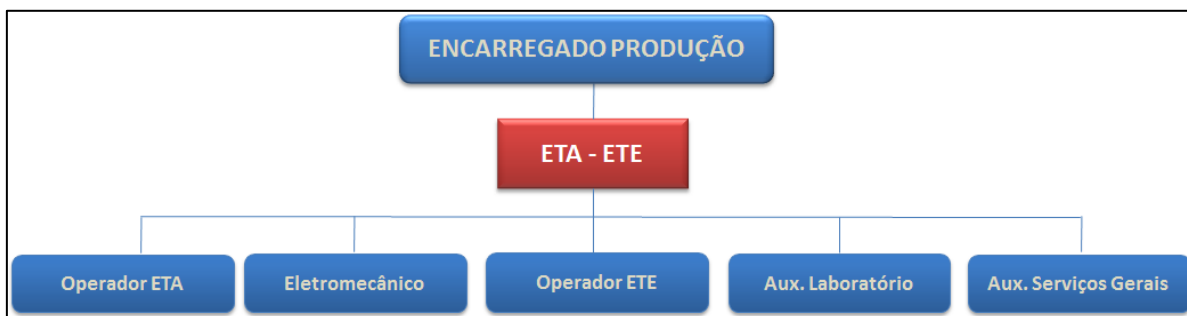 ENCARREGADO PRODUÇÃO
ETA - ETE
Operador ETA
Eletromecânico
Operador ETE
Aux. Laboratório
Aux. Serviços Gerais